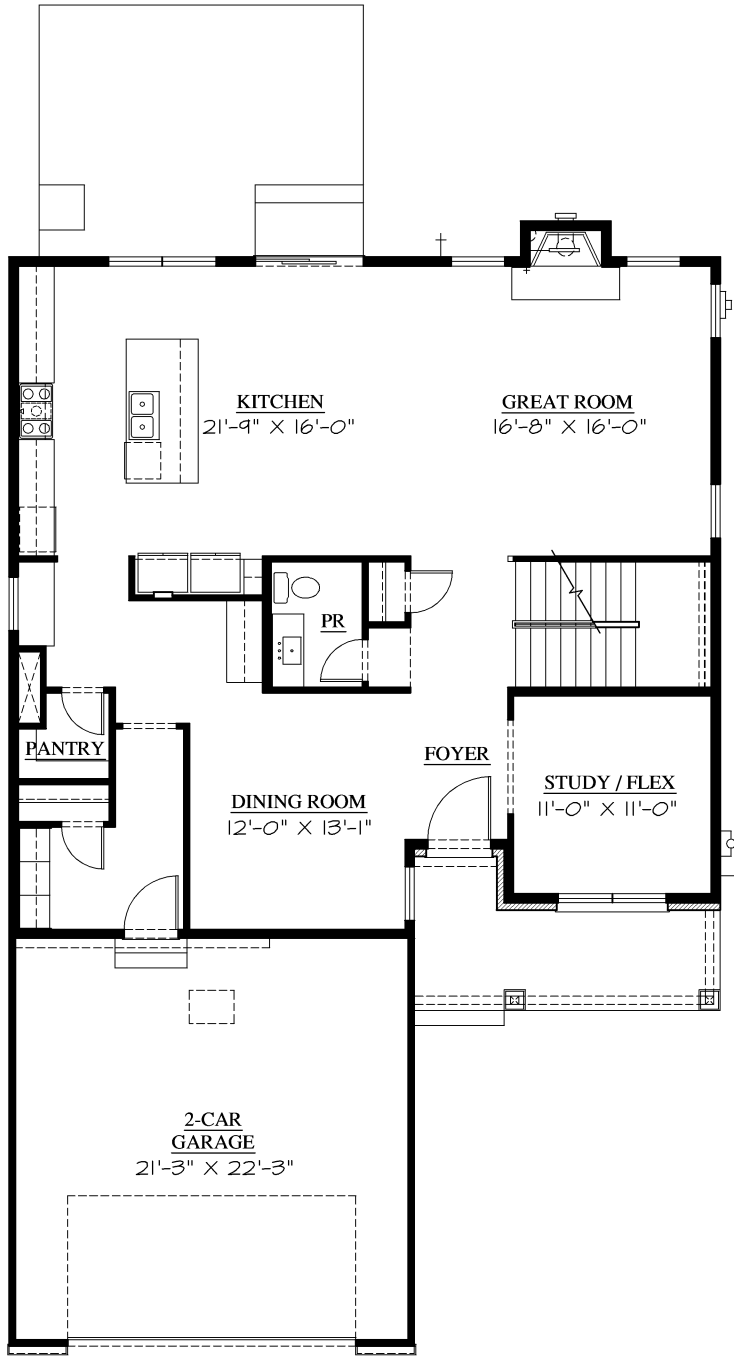 KITCHEN
21'-9" X 16'-0"
GREAT ROOM
16'-8" X 16'-0"
PR
PANTRY
FOYER
STUDY / FLEX
11'-0" X 11'-0"
DINING ROOM
12'-0" X 13'-1"
2-CAR
GARAGE
21'-3" X 22'-3"